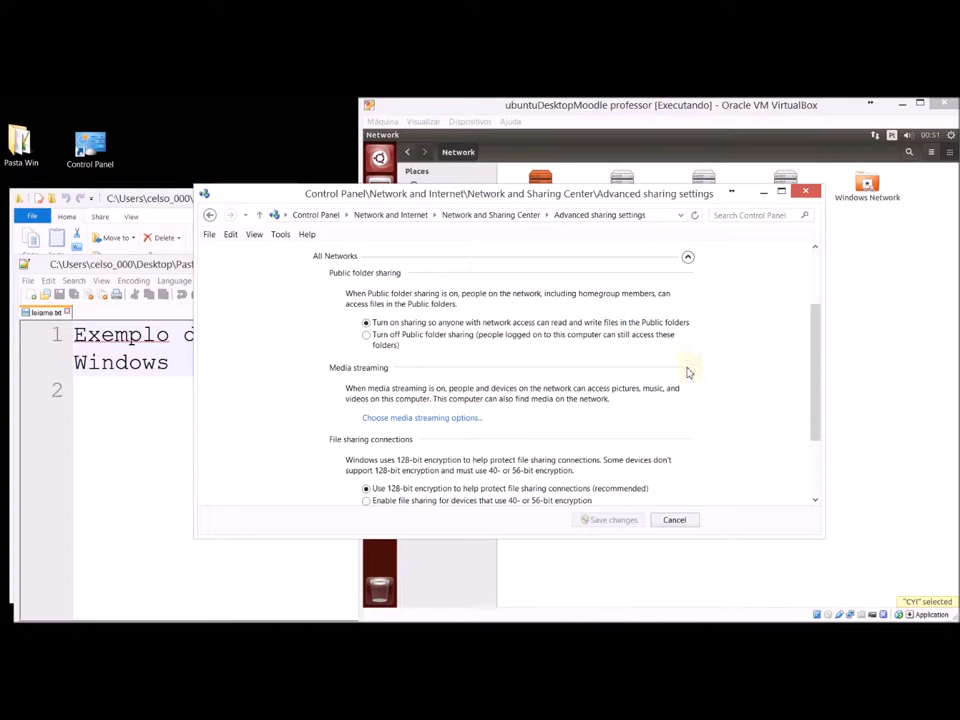 ubuntuDesktopMoodle professor [Executando] - Oracle VM VirtualBox
Máquina Visualizar Dispositivos Ajuda
Network
Pt 00:51
Network
Places
Windows Network
"CYI" selected
Application
Pasta Win
Control Panel
C:\Users\celso_000\
File Home Share View
Move to Delete
C:\Users\celso_000\Desktop\Past
File Edit Search View Encoding Language
leiame.txt
1 Exemplo d
Windows
2
Control Panel\Network and Internet\Network and Sharing Center\Advanced sharing settings
Control Panel Network and Internet Network and Sharing Center Advanced sharing settings
Search Control Panel
File Edit View Tools Help
All Networks
Public folder sharing
When Public folder sharing is on, people on the network, including homegroup members, can
access files in the Public folders.
Turn on sharing so anyone with network access can read and write files in the Public folders
Turn off Public folder sharing (people logged on to this computer can still access these
folders)
Media streaming
When media streaming is on, people and devices on the network can access pictures, music, and
videos on this computer. This computer can also find media on the network.
Choose media streaming options...
File sharing connections
Windows uses 128-bit encryption to help protect file sharing connections. Some devices don't
support 128-bit encryption and must use 40- or 56-bit encryption.
Use 128-bit encryption to help protect file sharing connections (recommended)
Enable file sharing for devices that use 40- or 56-bit encryption
Save changes Cancel